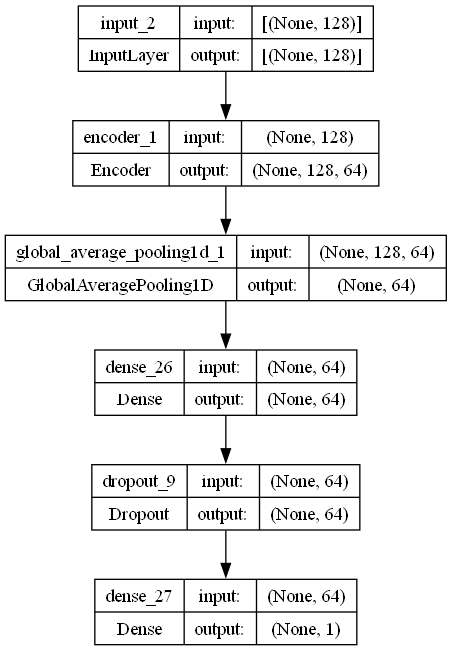 input_2 input: [(None, 128)]
InputLayer output: [(None, 128)]
encoder_1 input: (None, 128)
Encoder output: (None, 128, 64)
global_average_pooling1d_1 input: (None, 128, 64)
GlobalAveragePooling1D output: (None, 64)
dense_26 input: (None, 64)
Dense output: (None, 64)
dropout_9 input: (None, 64)
Dropout output: (None, 64)
dense_27 input: (None, 64)
Dense output: (None, 1)